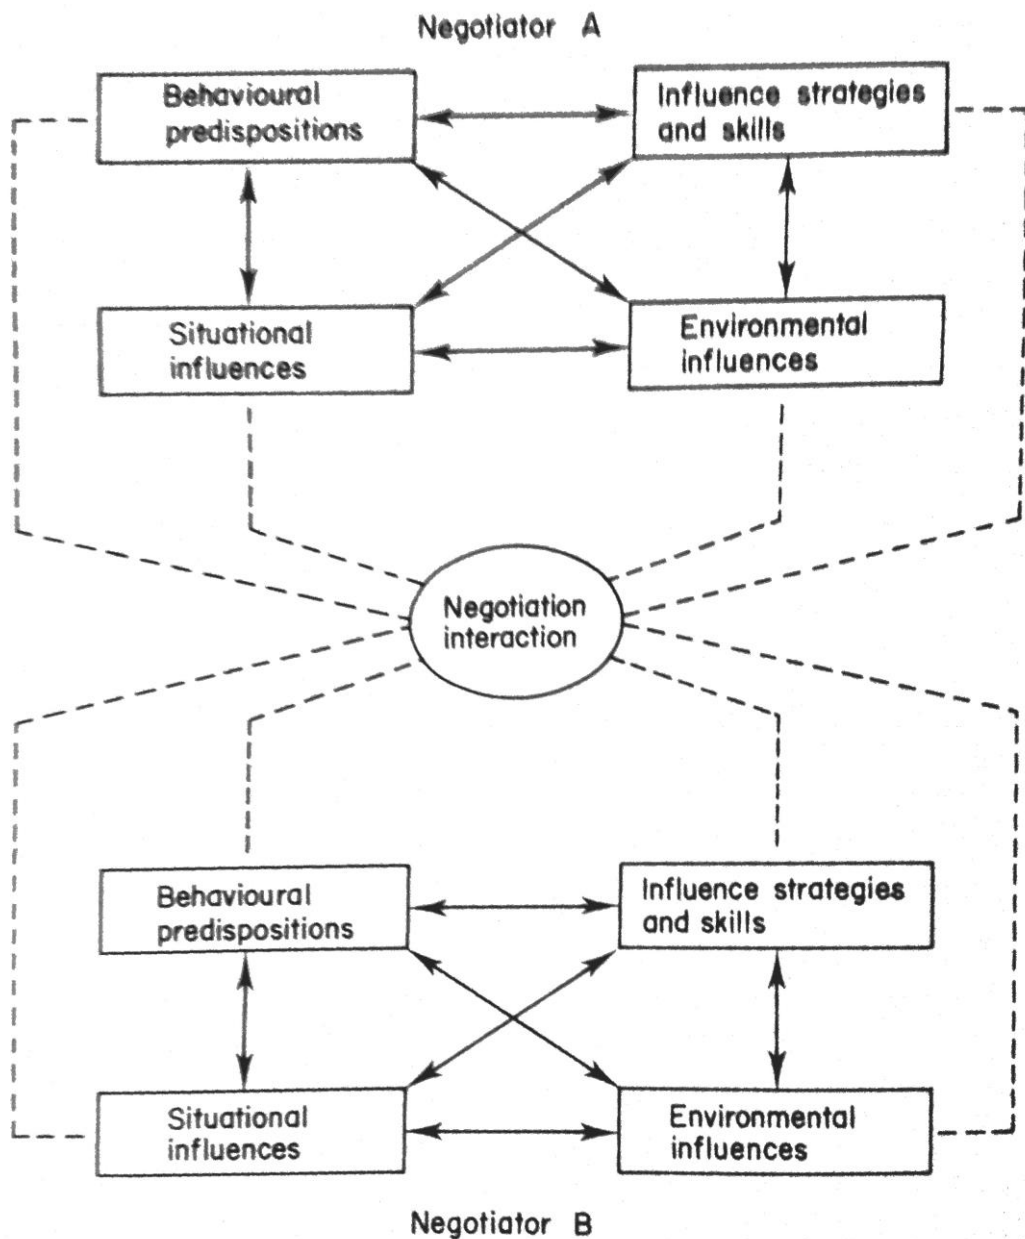 Negotiator A
Behavioural
predispositions
Influence strategies
and skills
Situational
influences
Environmental
influences
Negotiation
interaction
Behavioural
predispositions
Influence strategies
and skills
Situational
influences
Environmental
influences
Negotiator B